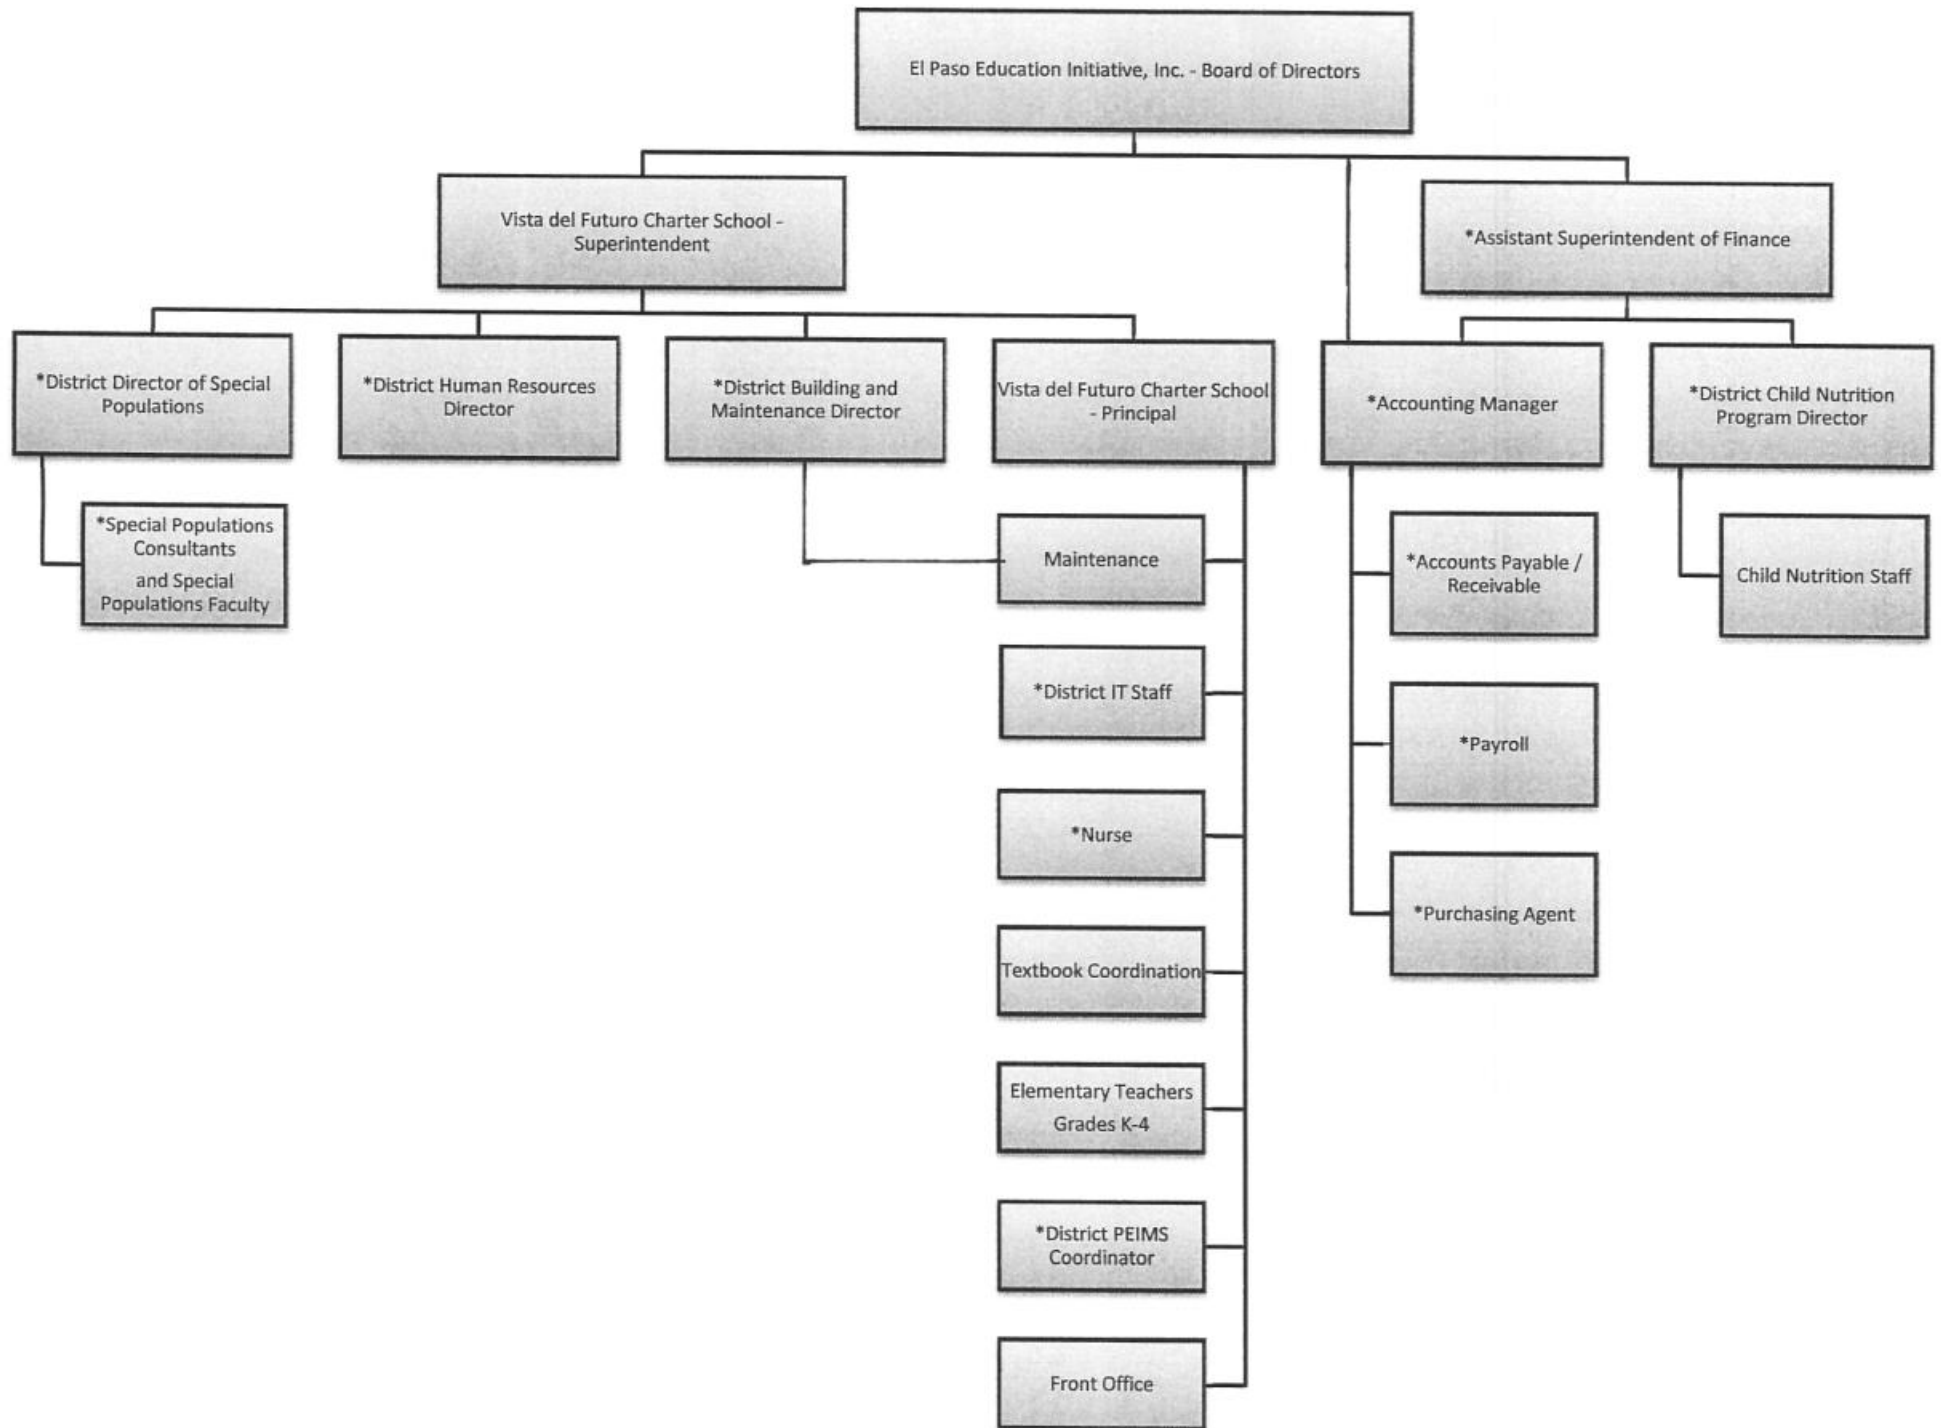 El Paso Education Initiative, Inc. - Board of Directors
Vista del Futuro Charter School -
Superintendent
*Assistant Superintendent of Finance
*District Director of Special
Populations
*District Human Resources
Director
*District Building and
Maintenance Director
Vista del Futuro Charter School
- Principal
*Accounting Manager
*District Child Nutrition
Program Director
*Special Populations
Consultants
and Special
Populations Faculty
Maintenance
*District IT Staff
*Nurse
Textbook Coordination
Elementary Teachers
Grades K-4
*District PEIMS
Coordinator
Front Office
*Accounts Payable /
Receivable
*Payroll
*Purchasing Agent
Child Nutrition Staff